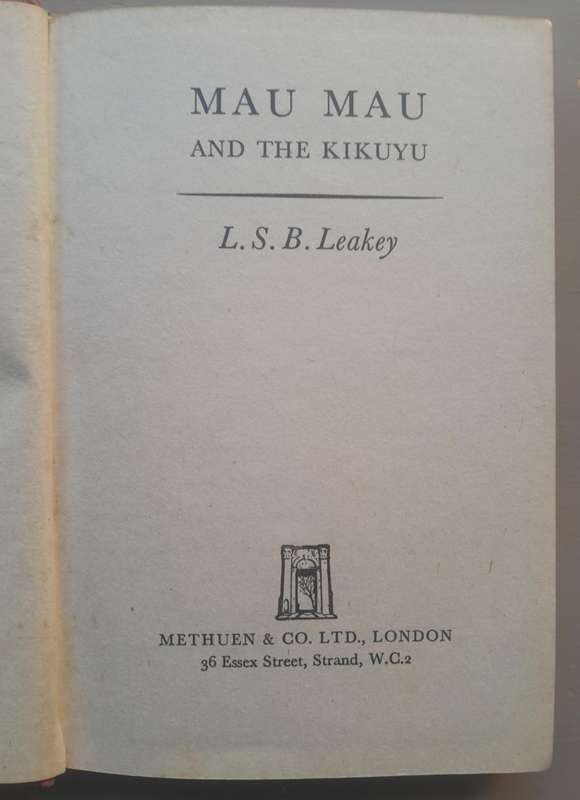 MAU MAU
AND THE KIKUYU
L. S. B. Leakey
METHUEN & CO. LTD., LONDON
36 Essex Street, Strand, W.C.2